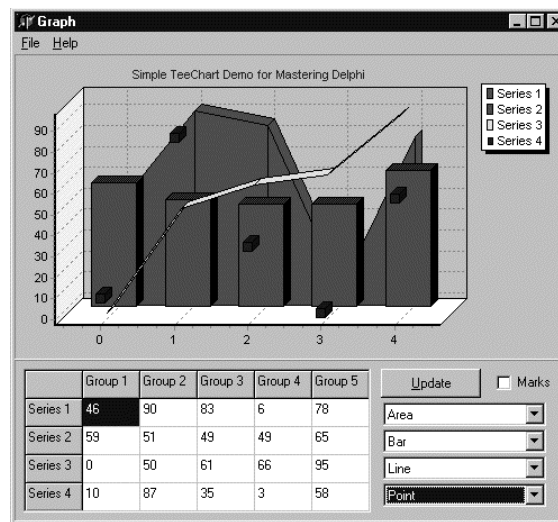 Graph
File Help
Simple TeeChart Demo for Mastering Delphi
Series 1
Series 2
Series 3
Series 4
90
80
70
60
50
40
30
20
10
0
0 1 2 3 4
Group 1 Group 2 Group 3 Group 4 Group 5
Series 1 46 90 83 6 78
Series 2 59 51 49 49 65
Series 3 0 50 61 66 95
Series 4 10 87 35 3 58
Update Marks
Area
Bar
Line
Point